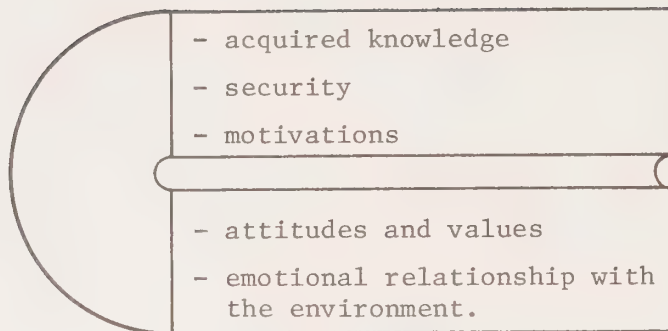 - acquired knowledge
- security
- motivations
- attitudes and values
- emotional relationship with
the environment.